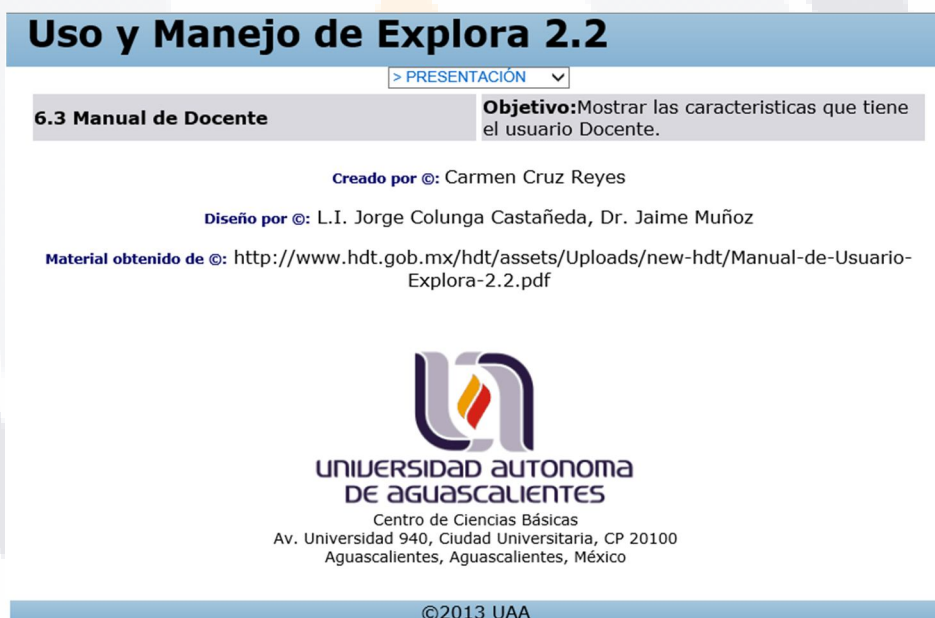 Uso y Manejo de Explora 2.2
> PRESENTACIÓN
6.3 Manual de Docente
Objetivo:Mostrar las caracteristicas que tiene
el usuario Docente.
Creado por ©: Carmen Cruz Reyes
Diseño por ©: L.I. Jorge Colunga Castañeda, Dr. Jaime Muñoz
Material obtenido de ©: http://www.hdt.gob.mx/hdt/assets/Uploads/new-hdt/Manual-de-Usuario-
Explora-2.2.pdf
UNIVERSIDAD AUTONOMA
DE AGUASCALIENTES
Centro de Ciencias Básicas
Av. Universidad 940, Ciudad Universitaria, CP 20100
Aguascalientes, Aguascalientes, México
©2013 UAA